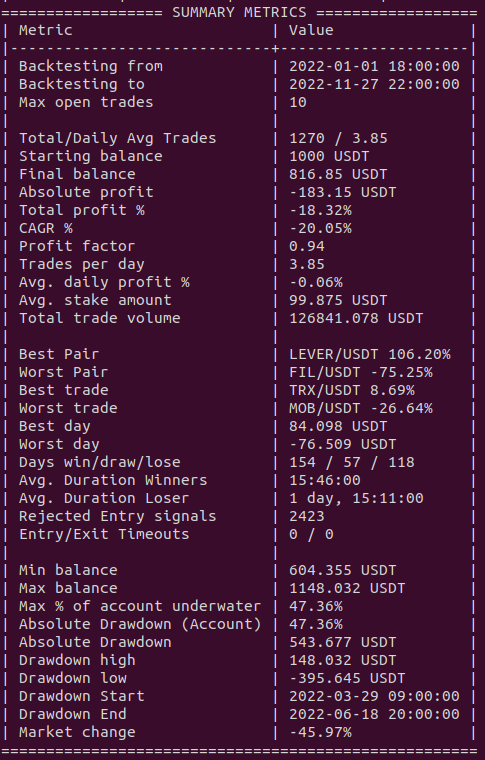 ================== SUMMARY METRICS ==================
| Metric | Value |
|-----------------------------+---------------------|
| Backtesting from | 2022-01-01 18:00:00 |
| Backtesting to | 2022-11-27 22:00:00 |
| Max open trades | 10 |
| | |
| Total/Daily Avg Trades | 1270 / 3.85 |
| Starting balance | 1000 USDT |
| Final balance | 816.85 USDT |
| Absolute profit | -183.15 USDT |
| Total profit % | -18.32% |
| CAGR % | -20.05% |
| Profit factor | 0.94 |
| Trades per day | 3.85 |
| Avg. daily profit % | -0.06% |
| Avg. stake amount | 99.875 USDT |
| Total trade volume | 126841.078 USDT |
| | |
| Best Pair | LEVER/USDT 106.20% |
| Worst Pair | FIL/USDT -75.25% |
| Best trade | TRX/USDT 8.69% |
| Worst trade | MOB/USDT -26.64% |
| Best day | 84.098 USDT |
| Worst day | -76.509 USDT |
| Days win/draw/lose | 154 / 57 / 118 |
| Avg. Duration Winners | 15:46:00 |
| Avg. Duration Loser | 1 day, 15:11:00 |
| Rejected Entry signals | 2423 |
| Entry/Exit Timeouts | 0 / 0 |
| | |
| Min balance | 604.355 USDT |
| Max balance | 1148.032 USDT |
| Max % of account underwater | 47.36% |
| Absolute Drawdown (Account) | 47.36% |
| Absolute Drawdown | 543.677 USDT |
| Drawdown high | 148.032 USDT |
| Drawdown low | -395.645 USDT |
| Drawdown Start | 2022-03-29 09:00:00 |
| Drawdown End | 2022-06-18 20:00:00 |
| Market change | -45.97% |
=====================================================